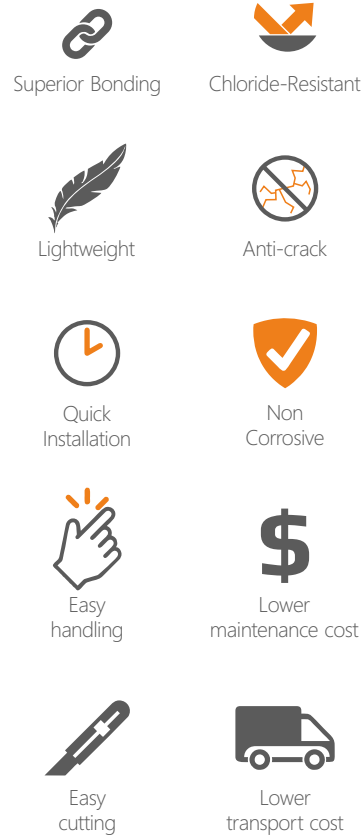 Superior Bonding
Chloride-Resistant
Lightweight
Anti-crack
Quick
Installation
Non
Corrosive
Easy
handling
$
Lower
maintenance cost
Easy
cutting
Lower
transport cost